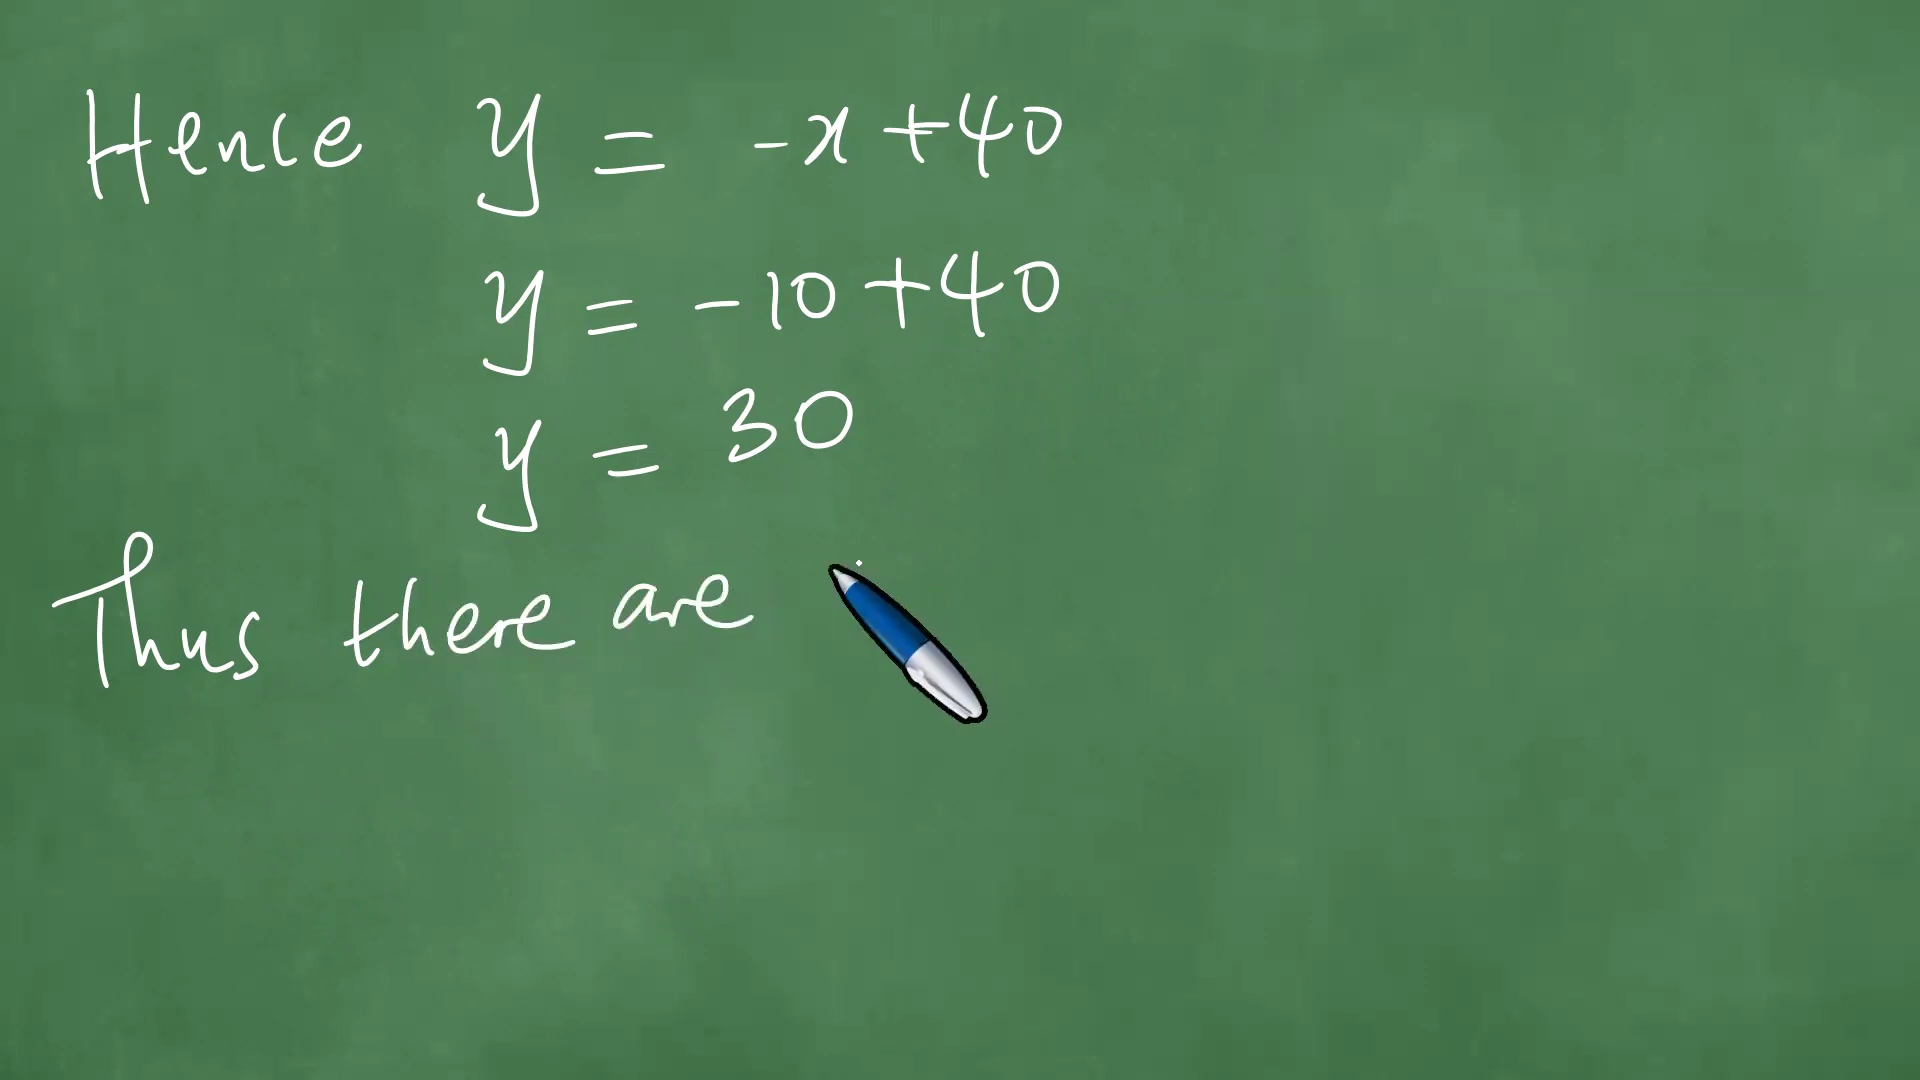 Hence y = -x + 40
y = -10 + 40
y = 30
Thus there are